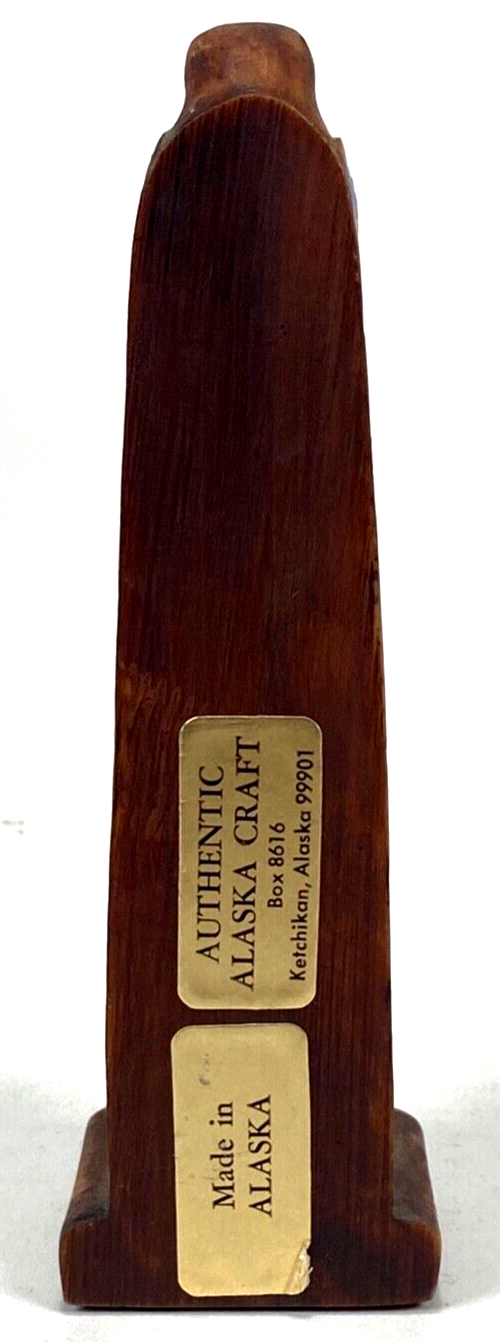 AUTHENTIC
ALASKA CRAFT
Box 8616
Ketchikan, Alaska 99901
Made in
ALASKA